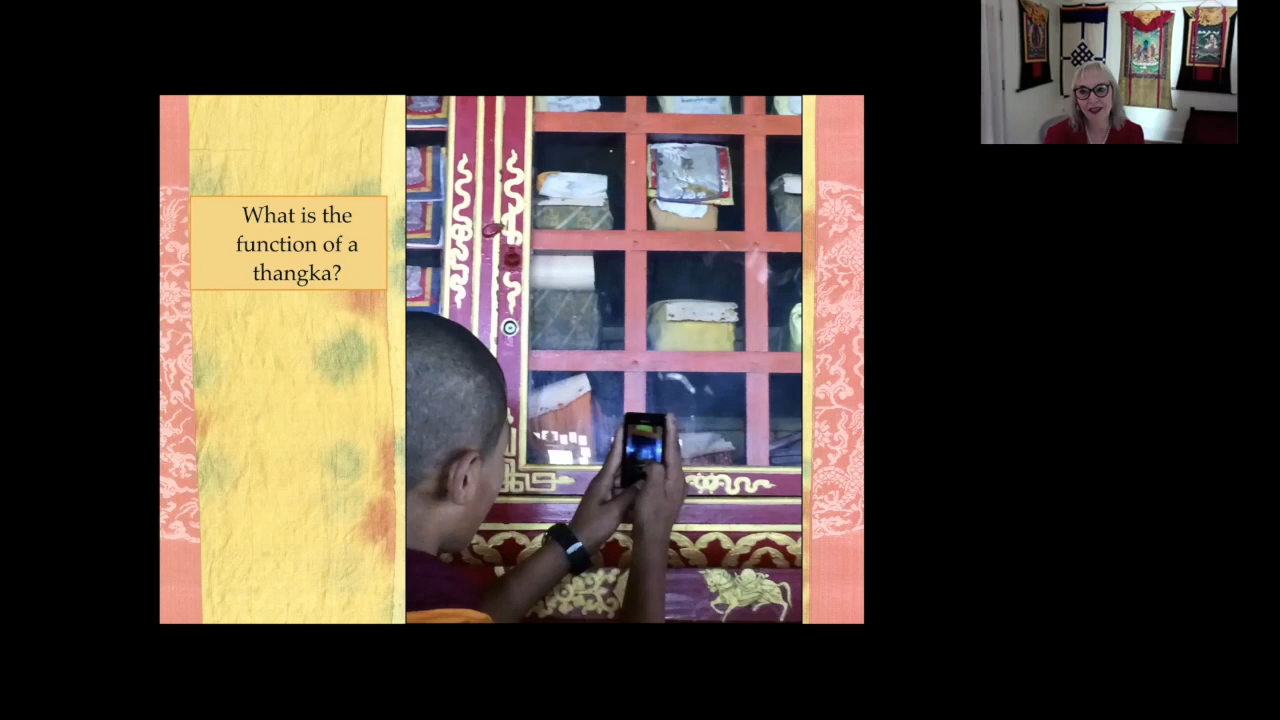 What is the
function of a
thangka?